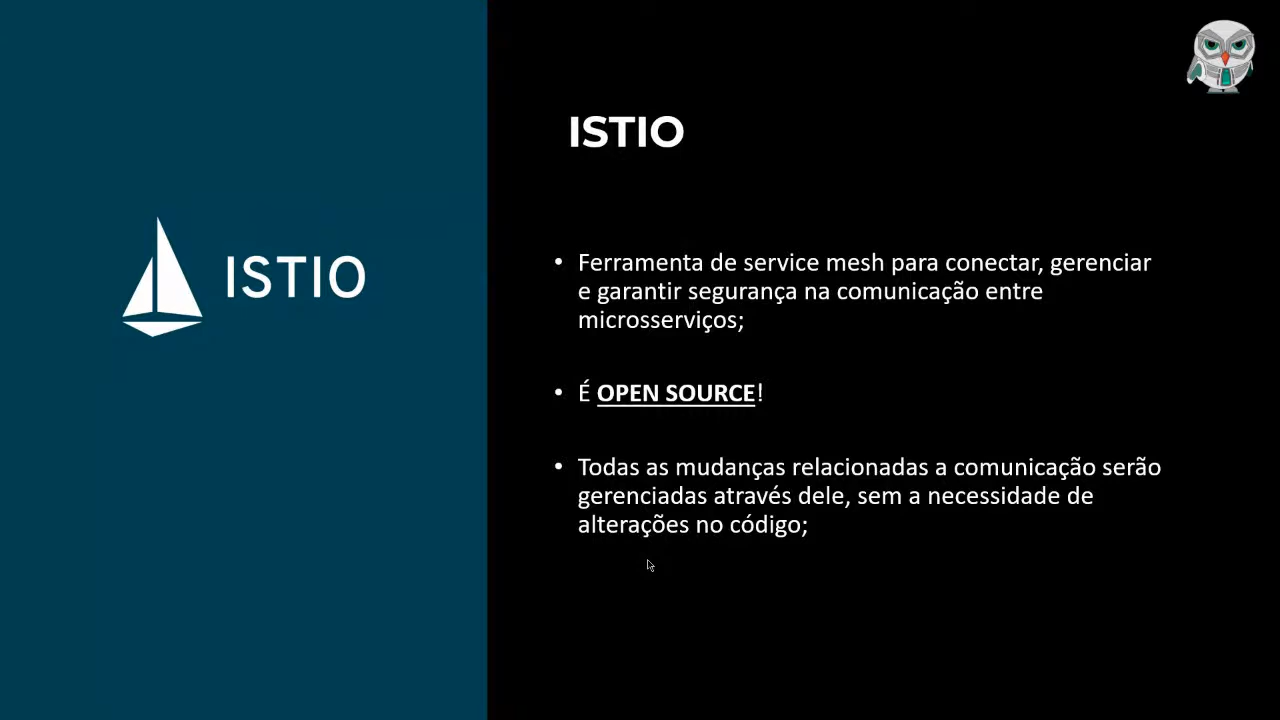 ISTIO
ISTIO
• Ferramenta de service mesh para conectar, gerenciar
e garantir segurança na comunicação entre
microsserviços;
• É OPEN SOURCE!
• Todas as mudanças relacionadas a comunicação serão
gerenciadas através dele, sem a necessidade de
alterações no código;